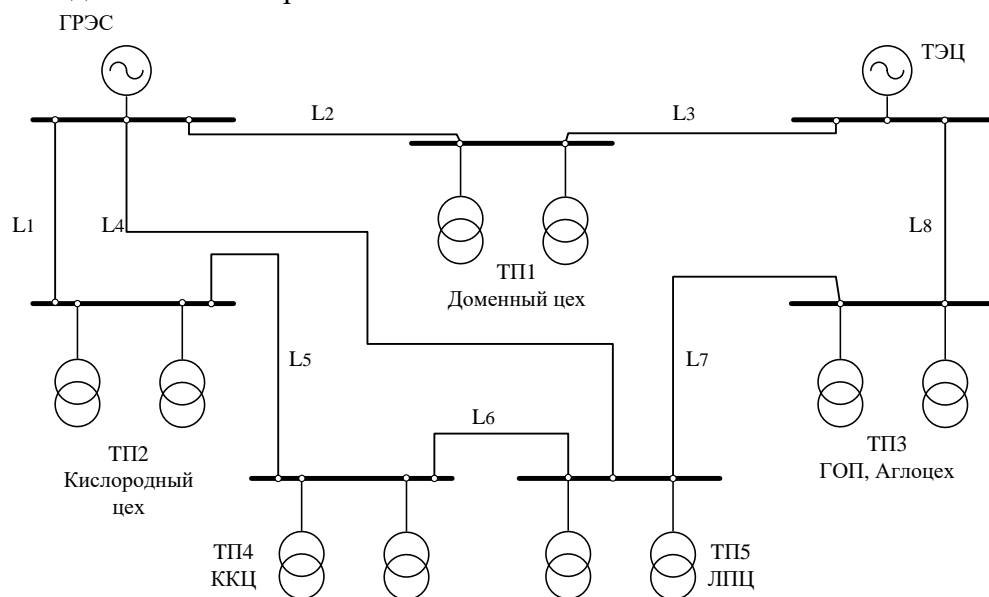 ГРЭС
ТЭЦ
L2
L3
L1
L4
L8
ТП1
Доменный цех
L5
L7
L6
ТП2
Кислородный
цех
ТП3
ГОП, Аглоцех
ТП4
ККЦ
ТП5
ЛПЦ